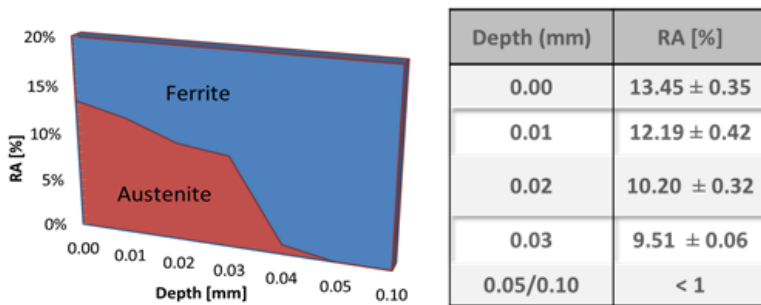 20%
15%
10%
5%
0%
RA [%]
Ferrite
Austenite
0.00
0.01
0.02
0.03
0.04
0.05
0.10
Depth [mm]
Depth (mm) RA [%]
0.00 13.45 ± 0.35
0.01 12.19 ± 0.42
0.02 10.20 ± 0.32
0.03 9.51 ± 0.06
0.05/0.10 < 1